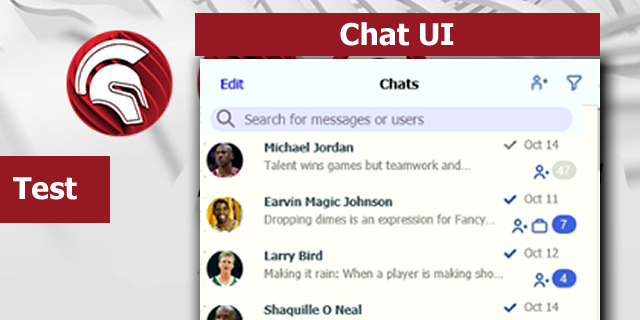 Chat UI
Test
Edit
Chats
Search for messages or users
Michael Jordan
Oct 14
Talent wins games but teamwork and...
47
Earvin Magic Johnson
Oct 11
Dropping dimes is an expression for Fancy...
7
Larry Bird
Oct 12
Making it rain: When a player is making sho...
4
Shaquille O Neal
Oct 14